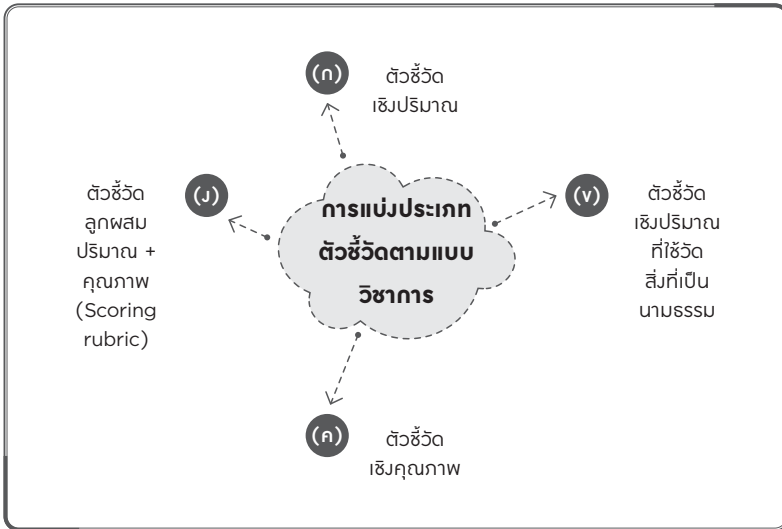 (ก)
ตัวชี้วัด
เชิงปริมาณ
(ง)
ตัวชี้วัด
ลูกผสม
ปริมาณ +
คุณภาพ
(Scoring
rubric)
การแบ่งประเภท
ตัวชี้วัดตามแบบ
วิชาการ
(ข)
ตัวชี้วัด
เชิงปริมาณ
ที่ใช้วัด
สิ่งที่เป็น
นามธรรม
(ค)
ตัวชี้วัด
เชิงคุณภาพ